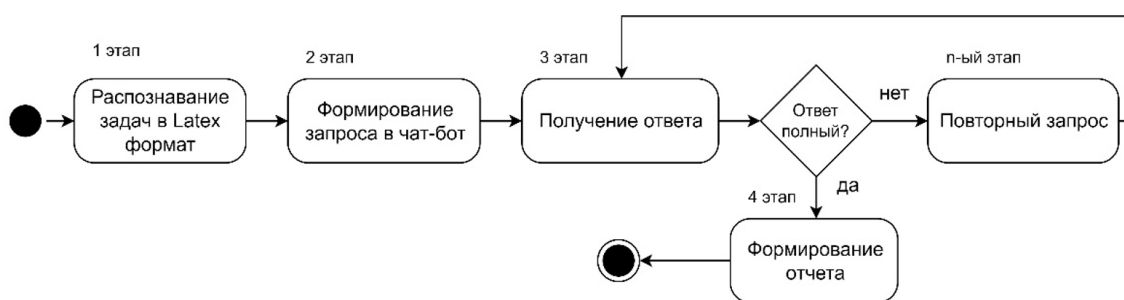 1 этап
2 этап
3 этап
n-ый этап
Распознавание
задач в Latex
формат
Формирование
запроса в чат-бот
Получение ответа
Ответ
полный?
нет
Повторный запрос
да
4 этап
Формирование
отчета